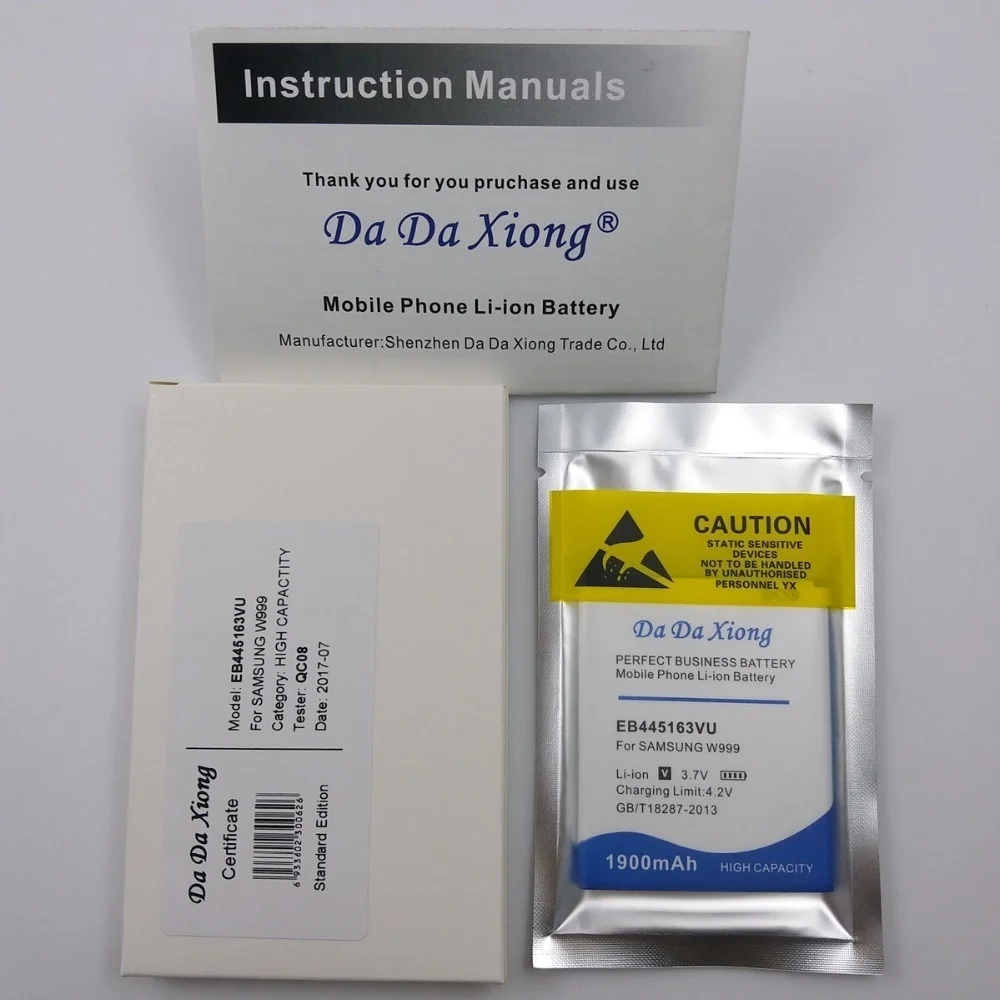 Instruction Manuals
Thank you for you pruchase and use
Da Da Xiong®
Mobile Phone Li-ion Battery
Manufacturer:Shenzhen Da Da Xiong Trade Co., Ltd
Model: EB445163VU
For SAMSUNG W999
Category: HIGH CAPACTITY
Tester: QC08
Date: 2017-07
Da Da Xiong
Certificate
6 933602 300626
Standard Edition
CAUTION
STATIC SENSITIVE
DEVICES
NOT TO BE HANDLED
BY UNAUTHORISED
PERSONNEL YX
Da Da Xiong
PERFECT BUSINESS BATTERY
Mobile Phone Li-ion Battery
EB445163VU
For SAMSUNG W999
Li-ion V 3.7V
Charging Limit:4.2V
GB/T18287-2013
1900mAh HIGH CAPACITY